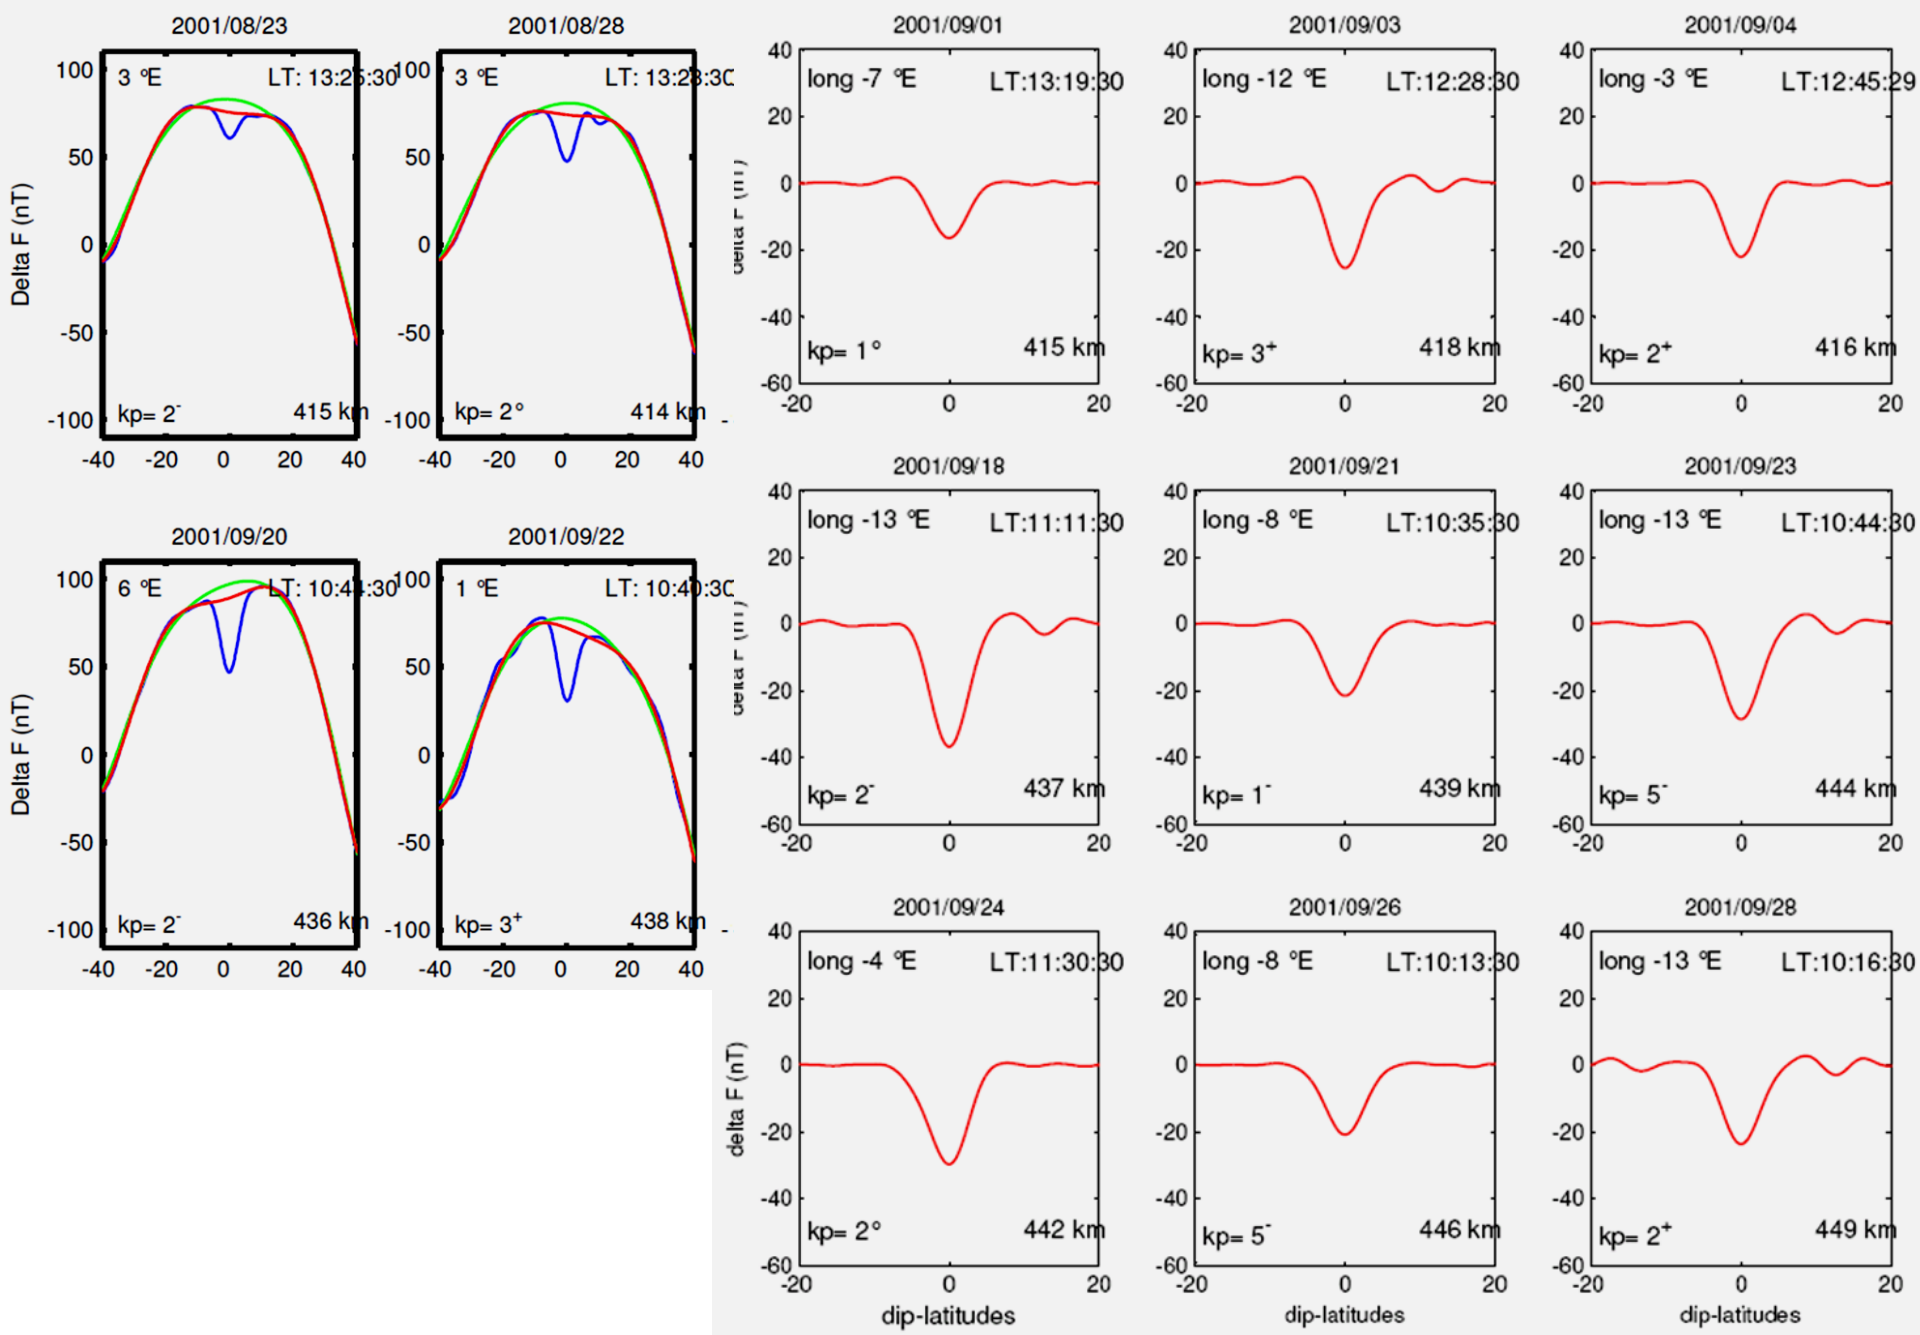 2001/08/23
100
3 °E
LT: 13:25:30
50
0
-50
-100
kp= 2-
415 km
-40 -20 0 20 40
Delta F (nT)
2001/08/28
100
3 °E
LT: 13:23:30
50
0
-50
-100
kp= 2°
414 km
-40 -20 0 20 40
2001/09/20
100
6 °E
LT: 10:44:30
50
0
-50
-100
kp= 2-
436 km
-40 -20 0 20 40
Delta F (nT)
2001/09/22
100
1 °E
LT: 10:40:30
50
0
-50
-100
kp= 3+
438 km
-40 -20 0 20 40
2001/09/01
40
long -7 °E
LT:13:19:30
20
0
-20
-40
kp= 1°
415 km
-60
-20 0 20
delta F (nT)
2001/09/03
40
long -12 °E
LT:12:28:30
20
0
-20
-40
kp= 3+
418 km
-60
-20 0 20
2001/09/04
40
long -3 °E
LT:12:45:29
20
0
-20
-40
kp= 2+
416 km
-60
-20 0 20
2001/09/18
40
long -13 °E
LT:11:11:30
20
0
-20
-40
kp= 2-
437 km
-60
-20 0 20
delta F (nT)
2001/09/21
40
long -8 °E
LT:10:35:30
20
0
-20
-40
kp= 1-
439 km
-60
-20 0 20
2001/09/23
40
long -13 °E
LT:10:44:30
20
0
-20
-40
kp= 5-
444 km
-60
-20 0 20
2001/09/24
40
long -4 °E
LT:11:30:30
20
0
-20
-40
kp= 2°
442 km
-60
-20 0 20
delta F (nT)
dip-latitudes
2001/09/26
40
long -8 °E
LT:10:13:30
20
0
-20
-40
kp= 5-
446 km
-60
-20 0 20
dip-latitudes
2001/09/28
40
long -13 °E
LT:10:16:30
20
0
-20
-40
kp= 2+
449 km
-60
-20 0 20
dip-latitudes